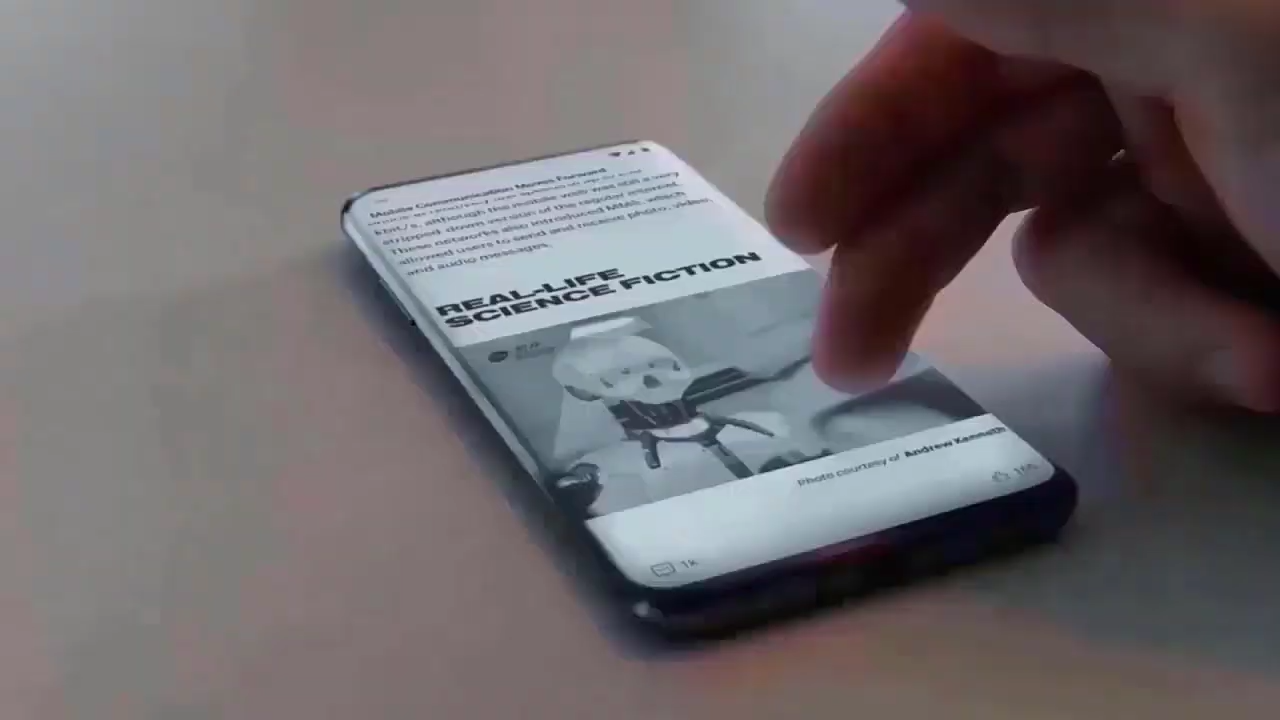 Mobile Communication Moves Forward
kbit/s, although the mobile web was still a very
stripped-down version of the regular internet.
These networks also introduced MMS, which
allowed users to send and receive photo, video,
and audio messages.
REAL-LIFE
SCIENCE FICTION
Photo courtesy of Andrew Kenneth
1K